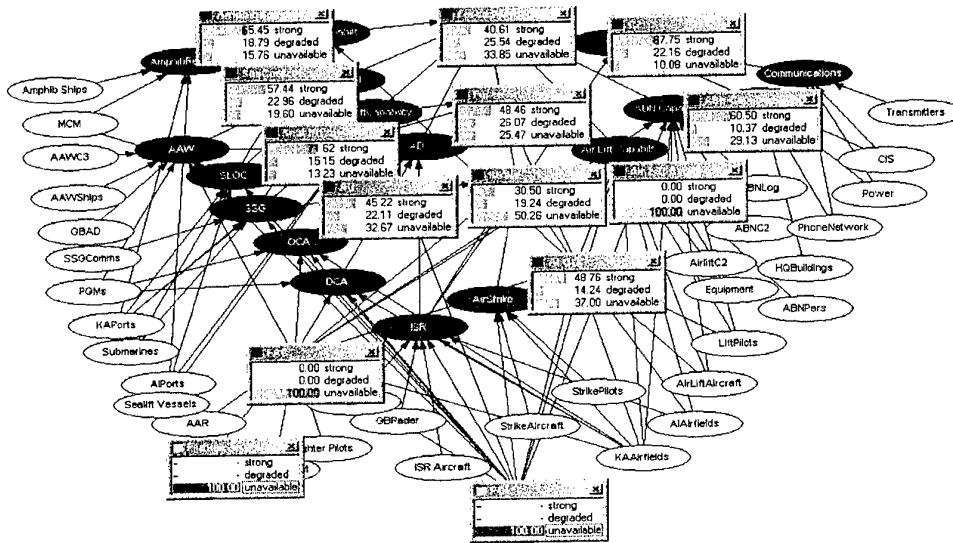 65.45 strong
18.79 degraded
15.76 unavailable
40.61 strong
25.54 degraded
33.85 unavailable
87.75 strong
22.16 degraded
10.09 unavailable
Communications
Amphib Ships
57.44 strong
22.96 degraded
19.60 unavailable
48.46 strong
26.07 degraded
25.47 unavailable
60.50 strong
10.37 degraded
29.13 unavailable
Transmitters
MCM
AAW
62 strong
15.15 degraded
13.23 unavailable
Air Lift Capabilit
AAWC3
CIS
SLOC
AAWShips
45.22 strong
22.11 degraded
32.67 unavailable
30.50 strong
19.24 degraded
50.26 unavailable
0.00 strong
0.00 degraded
100.00 unavailable
BNLog
Power
SSG
ABNC2
PhoneNetwork
GBAD
OCA
SSGComms
AirliftC2
HQBuildings
DCA
48.76 strong
14.24 degraded
37.00 unavailable
Equipment
ABNPers
PGMs
AirStrike
KAPorts
ISR
LiftPilots
Submarines
0.00 strong
0.00 degraded
100.00 unavailable
AIPorts
StrikePilots
AirLiftAircraft
Sealift Vessels
AAR
GBRadar
StrikeAircraft
AIAirfields
hter Pilots
ISR Aircraft
KAAirfields
- - strong
- - degraded
100.00 unavailable
- - strong
- - degraded
100.00 unavailable